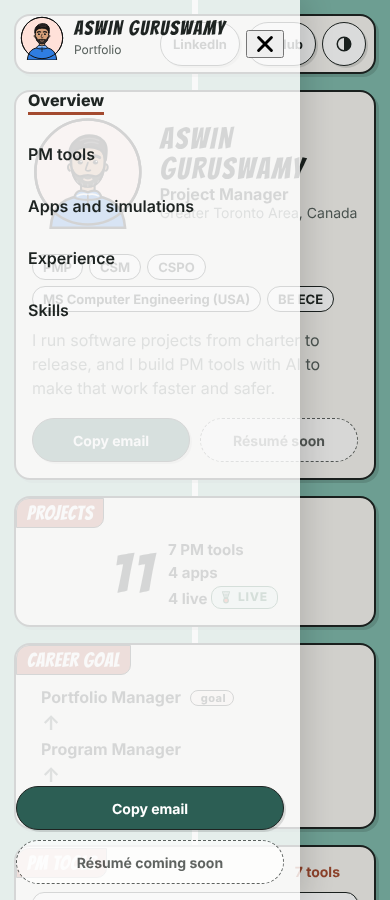 ASWIN GURUSWAMY
Portfolio
LinkedIn
Overview
PM tools
Apps and simulations
Experience
Skills
ASWIN
GURUSWAMY
Project Manager
Greater Toronto Area, Canada
PMP CSM CSPO
MS Computer Engineering (USA) BE ECE
I run software projects from charter to
release, and I build PM tools with AI to
make that work faster and safer.
Copy email Résumé soon
PROJECTS
11
7 PM tools
4 apps
4 live LIVE
CAREER GOAL
Portfolio Manager goal
↑
Program Manager
↑
Copy email
Résumé coming soon
7 tools